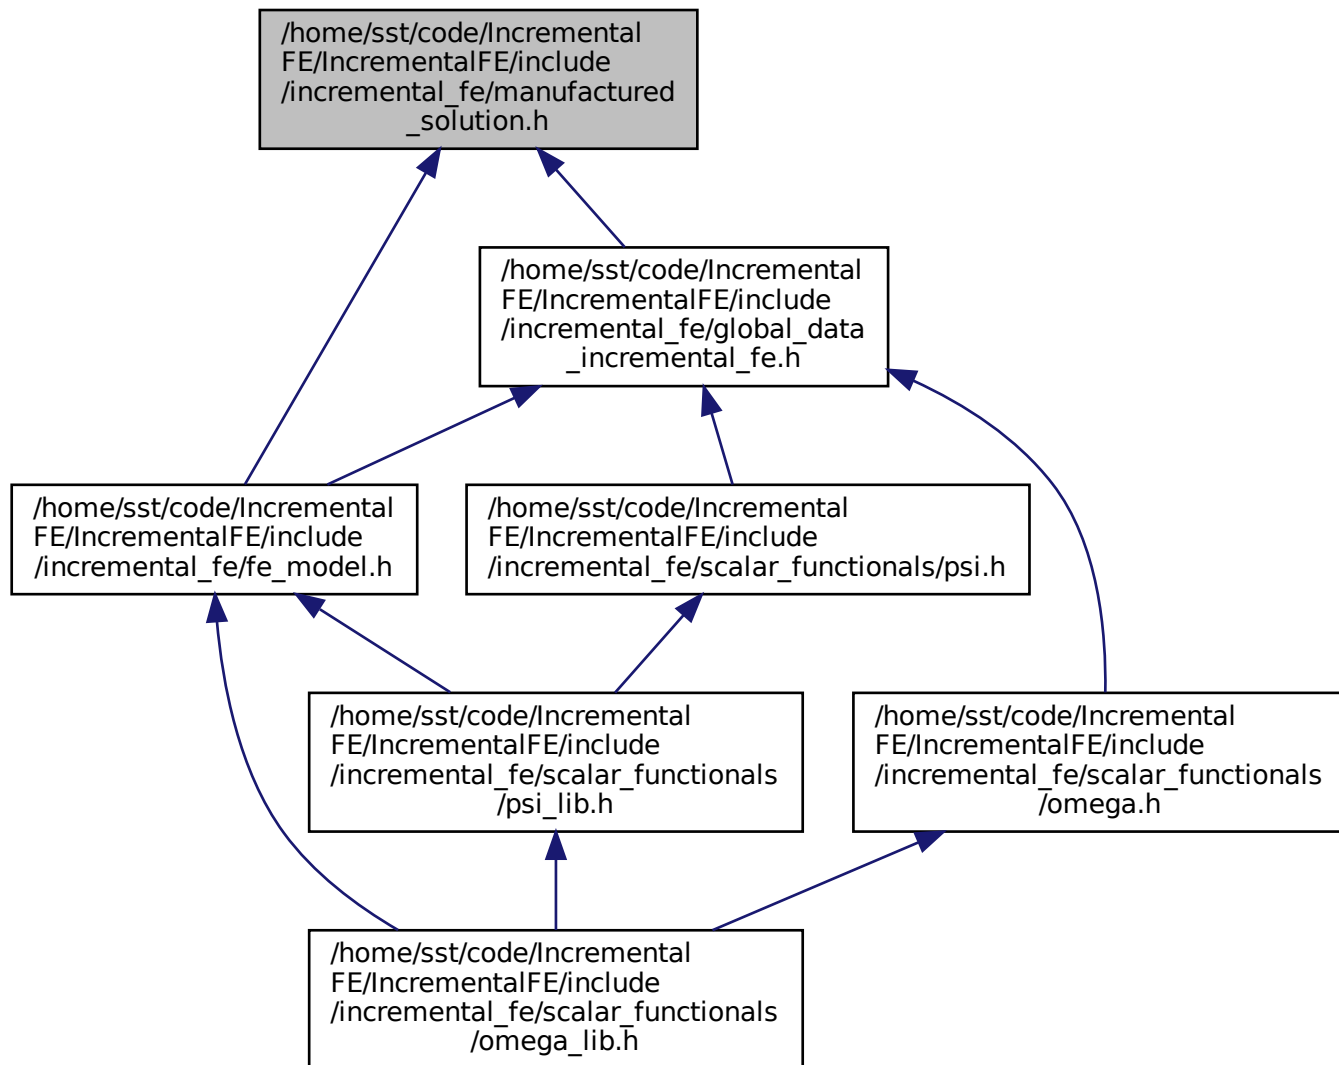 /home/sst/code/Incremental
FE/IncrementalFE/include
/incremental_fe/manufactured
_solution.h
/home/sst/code/Incremental
FE/IncrementalFE/include
/incremental_fe/global_data
_incremental_fe.h
/home/sst/code/Incremental
FE/IncrementalFE/include
/incremental_fe/fe_model.h
/home/sst/code/Incremental
FE/IncrementalFE/include
/incremental_fe/scalar_functionals/psi.h
/home/sst/code/Incremental
FE/IncrementalFE/include
/incremental_fe/scalar_functionals
/psi_lib.h
/home/sst/code/Incremental
FE/IncrementalFE/include
/incremental_fe/scalar_functionals
/omega.h
/home/sst/code/Incremental
FE/IncrementalFE/include
/incremental_fe/scalar_functionals
/omega_lib.h